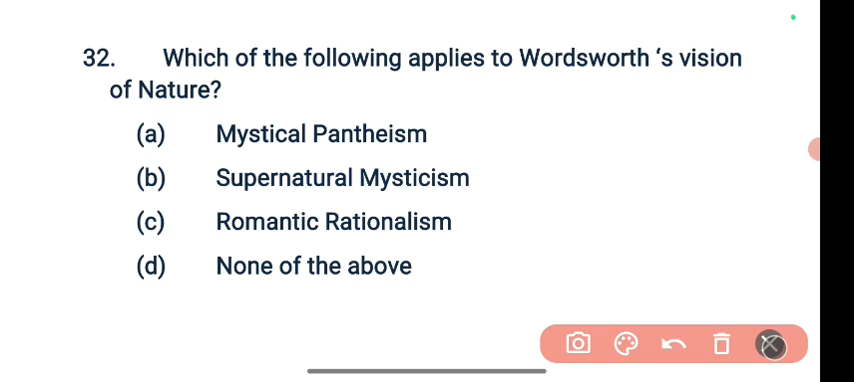 32. Which of the following applies to Wordsworth ‘s vision
of Nature?
(a) Mystical Pantheism
(b) Supernatural Mysticism
(c) Romantic Rationalism
(d) None of the above